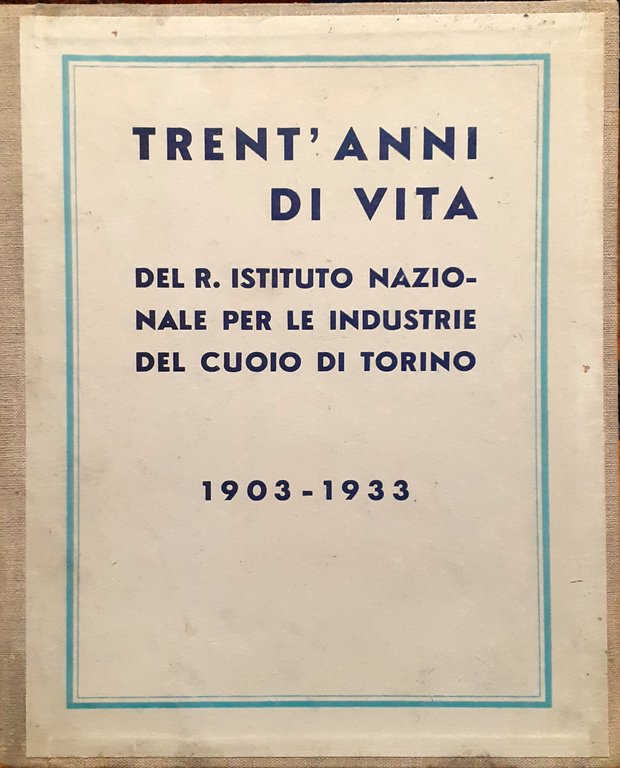 TRENT' ANNI
DI VITA
DEL R. ISTITUTO NAZIO-
NALE PER LE INDUSTRIE
DEL CUOIO DI TORINO
1903-1933